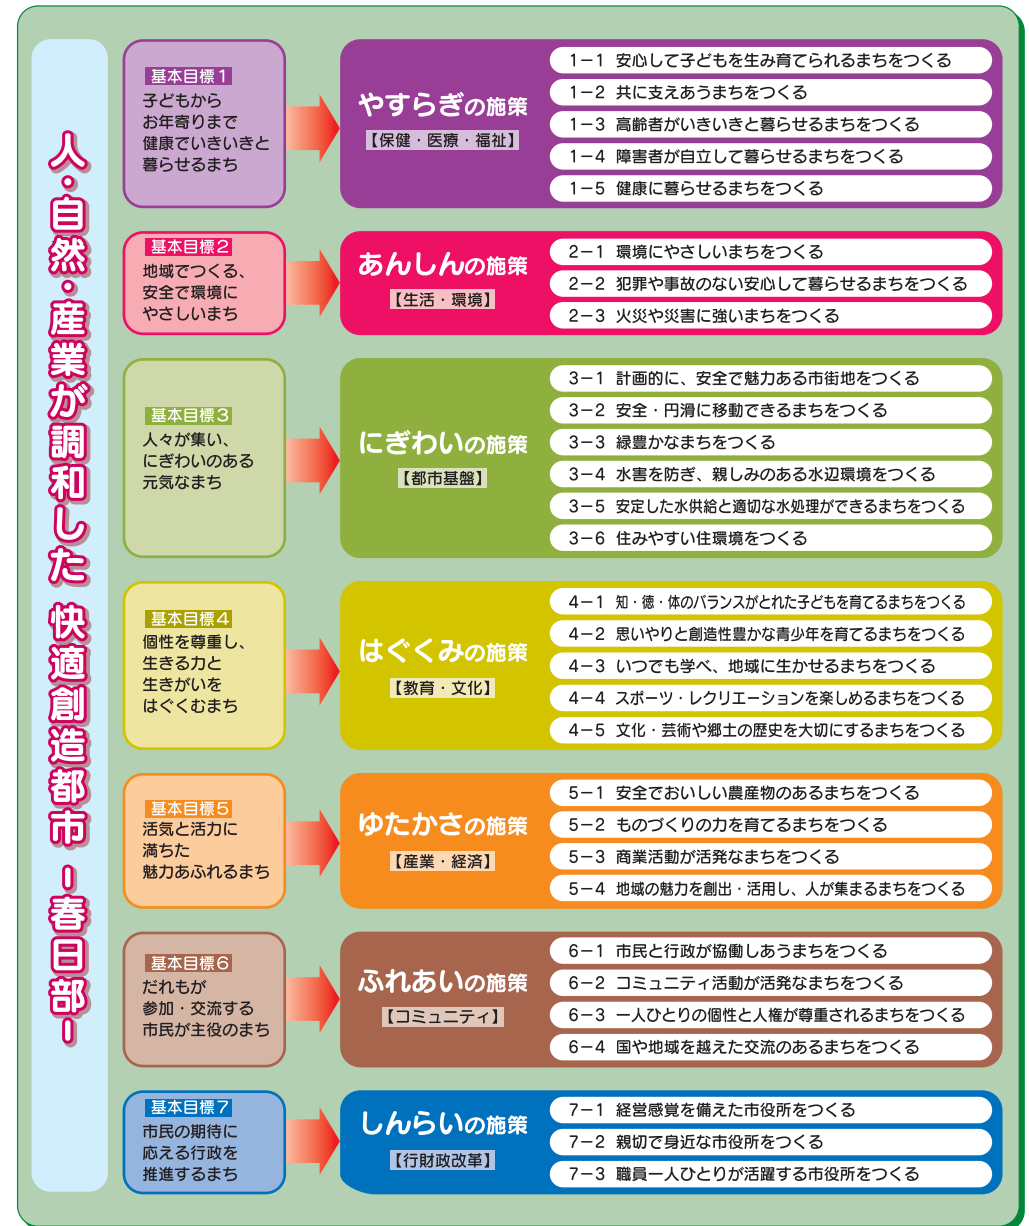 人・自然・産業が調和した 快適創造都市 －春日部－
基本目標1
子どもから
お年寄りまで
健康でいきいきと
暮らせるまち
やすらぎの施策
【保健・医療・福祉】
1－1 安心して子どもを生み育てられるまちをつくる
1－2 共に支えあうまちをつくる
1－3 高齢者がいきいきと暮らせるまちをつくる
1－4 障害者が自立して暮らせるまちをつくる
1－5 健康に暮らせるまちをつくる
基本目標2
地域でつくる、
安全で環境に
やさしいまち
あんしんの施策
【生活・環境】
2－1 環境にやさしいまちをつくる
2－2 犯罪や事故のない安心して暮らせるまちをつくる
2－3 火災や災害に強いまちをつくる
基本目標3
人々が集い、
にぎわいのある
元気なまち
にぎわいの施策
【都市基盤】
3－1 計画的に、安全で魅力ある市街地をつくる
3－2 安全・円滑に移動できるまちをつくる
3－3 緑豊かなまちをつくる
3－4 水害を防ぎ、親しみのある水辺環境をつくる
3－5 安定した水供給と適切な水処理ができるまちをつくる
3－6 住みやすい住環境をつくる
基本目標4
個性を尊重し、
生きる力と
生きがいを
はぐくむまち
はぐくみの施策
【教育・文化】
4－1 知・徳・体のバランスがとれた子どもを育てるまちをつくる
4－2 思いやりと創造性豊かな青少年を育てるまちをつくる
4－3 いつでも学べ、地域に生かせるまちをつくる
4－4 スポーツ・レクリエーションを楽しめるまちをつくる
4－5 文化・芸術や郷土の歴史を大切にするまちをつくる
基本目標5
活気と活力に
満ちた
魅力あふれるまち
ゆたかさの施策
【産業・経済】
5－1 安全でおいしい農産物のあるまちをつくる
5－2 ものづくりの力を育てるまちをつくる
5－3 商業活動が活発なまちをつくる
5－4 地域の魅力を創出・活用し、人が集まるまちをつくる
基本目標6
だれもが
参加・交流する
市民が主役のまち
ふれあいの施策
【コミュニティ】
6－1 市民と行政が協働しあうまちをつくる
6－2 コミュニティ活動が活発なまちをつくる
6－3 一人ひとりの個性と人権が尊重されるまちをつくる
6－4 国や地域を越えた交流のあるまちをつくる
基本目標7
市民の期待に
応える行政を
推進するまち
しんらいの施策
【行財政改革】
7－1 経営感覚を備えた市役所をつくる
7－2 親切で身近な市役所をつくる
7－3 職員一人ひとりが活躍する市役所をつくる